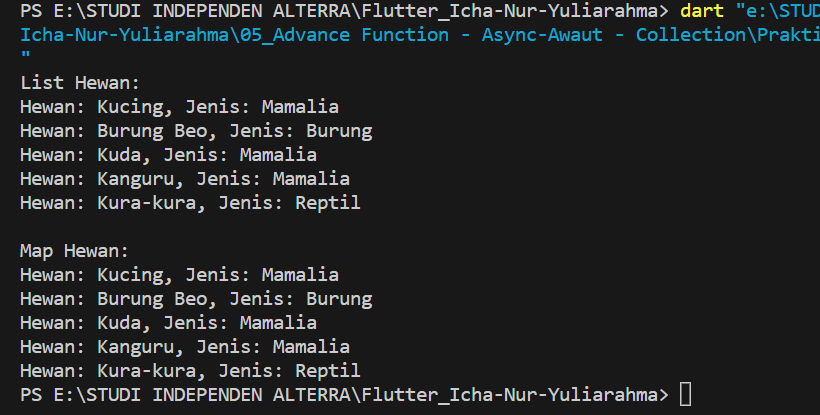 PS E:\STUDI INDEPENDEN ALTERRA\Flutter_Icha-Nur-Yuliarahma> dart "e:\STUD
Icha-Nur-Yuliarahma\05_Advance Function - Async-Awaut - Collection\Prakti
"
List Hewan:
Hewan: Kucing, Jenis: Mamalia
Hewan: Burung Beo, Jenis: Burung
Hewan: Kuda, Jenis: Mamalia
Hewan: Kanguru, Jenis: Mamalia
Hewan: Kura-kura, Jenis: Reptil
Map Hewan:
Hewan: Kucing, Jenis: Mamalia
Hewan: Burung Beo, Jenis: Burung
Hewan: Kuda, Jenis: Mamalia
Hewan: Kanguru, Jenis: Mamalia
Hewan: Kura-kura, Jenis: Reptil
PS E:\STUDI INDEPENDEN ALTERRA\Flutter_Icha-Nur-Yuliarahma>